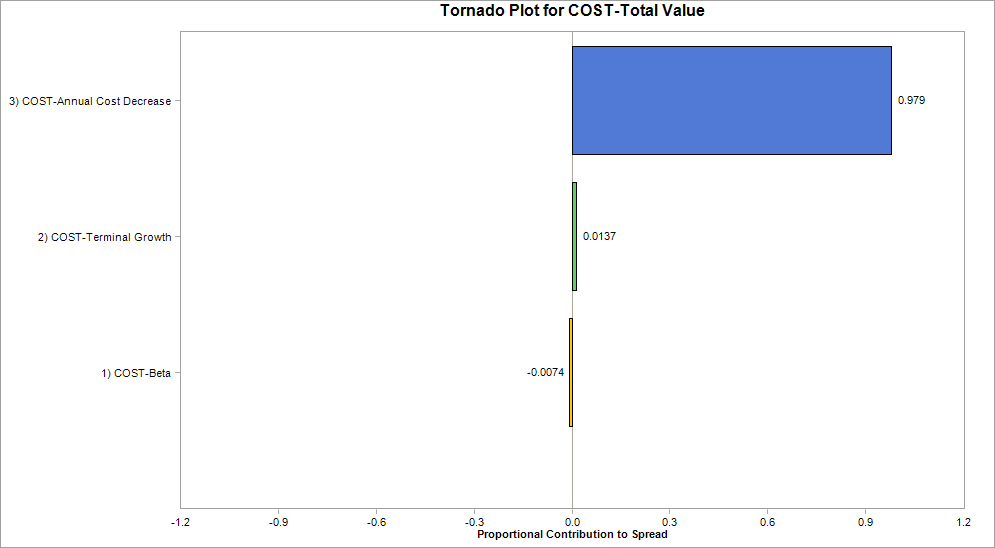 Tornado Plot for COST-Total Value
3) COST-Annual Cost Decrease
0.979
2) COST-Terminal Growth
0.0137
1) COST-Beta
-0.0074
-1.2 -0.9 -0.6 -0.3 0.0 0.3 0.6 0.9 1.2
Proportional Contribution to Spread